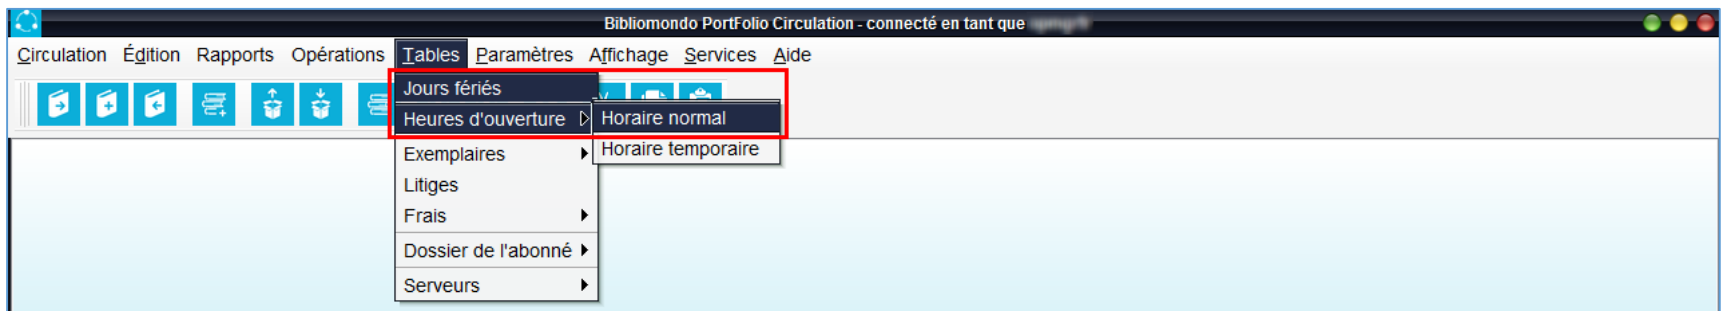 Bibliomondo PortFolio Circulation - connecté en tant que
Circulation Édition Rapports Opérations Tables Paramètres Affichage Services Aide
Jours fériés
Heures d'ouverture
Horaire normal
Horaire temporaire
Exemplaires
Litiges
Frais
Dossier de l'abonné
Serveurs